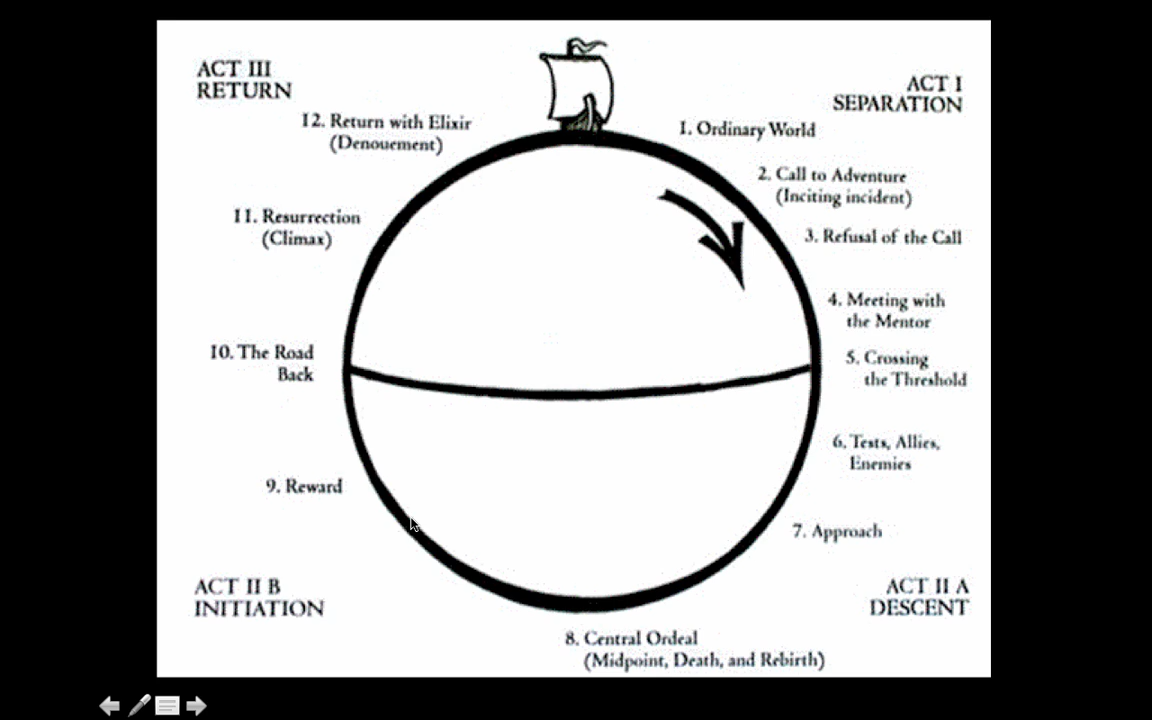 ACT III
RETURN
ACT I
SEPARATION
12. Return with Elixir
(Denouement)
1. Ordinary World
2. Call to Adventure
(Inciting incident)
11. Resurrection
(Climax)
3. Refusal of the Call
4. Meeting with
the Mentor
10. The Road
Back
5. Crossing
the Threshold
6. Tests, Allies,
Enemies
9. Reward
7. Approach
ACT II B
INITIATION
ACT II A
DESCENT
8. Central Ordeal
(Midpoint, Death, and Rebirth)